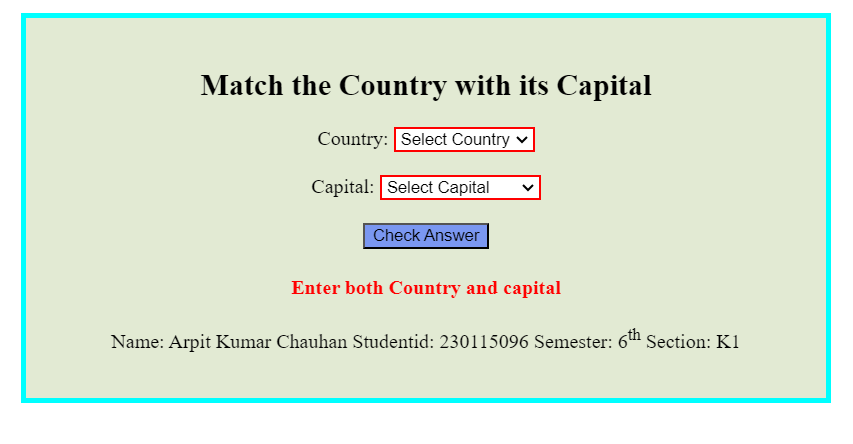 Match the Country with its Capital
Country: Select Country
Capital: Select Capital
Check Answer
Enter both Country and capital
Name: Arpit Kumar Chauhan Studentid: 230115096 Semester: 6th Section: K1